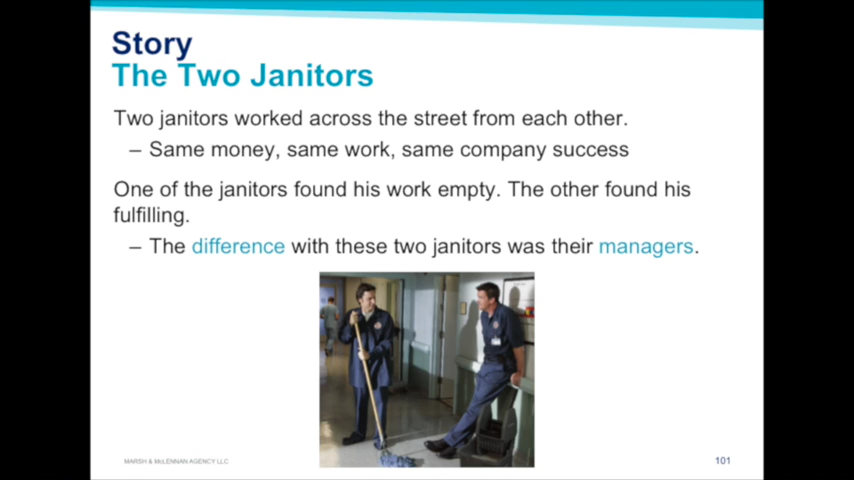 Story
The Two Janitors
Two janitors worked across the street from each other.
– Same money, same work, same company success
One of the janitors found his work empty. The other found his
fulfilling.
– The difference with these two janitors was their managers.
MARSH & McLENNAN AGENCY LLC
101